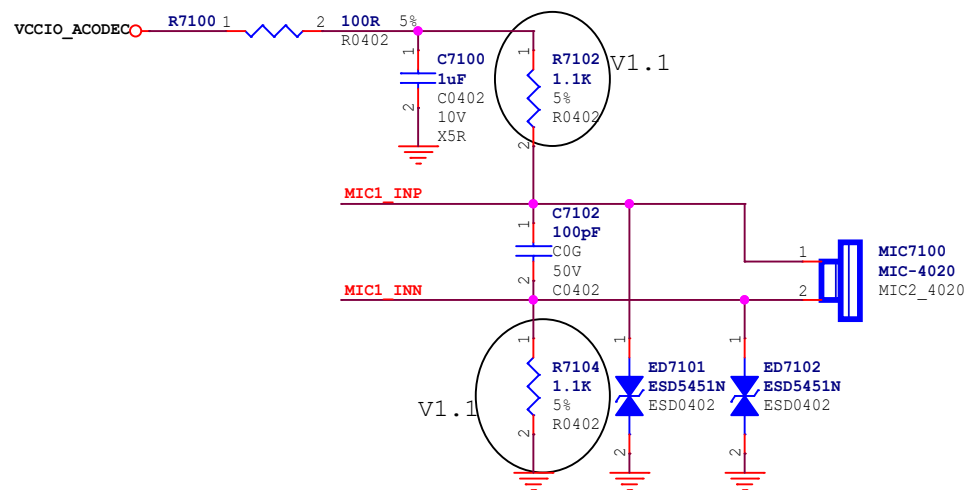 VCCIO_ACODEC
R7100 1
2 100R 5%
R0402
1
C7100
1uF
C0402
10V
X5R
2
1
R7102
1.1K
5%
R0402
2
V1.1
MIC1_INP
1
C7102
100pF
C0G
50V
C0402
2
MIC1_INN
1
2
MIC7100
MIC-4020
MIC2_4020
1
R7104
1.1K
5%
R0402
2
V1.1
1
ED7101
ESD5451N
ESD0402
2
1
ED7102
ESD5451N
ESD0402
2